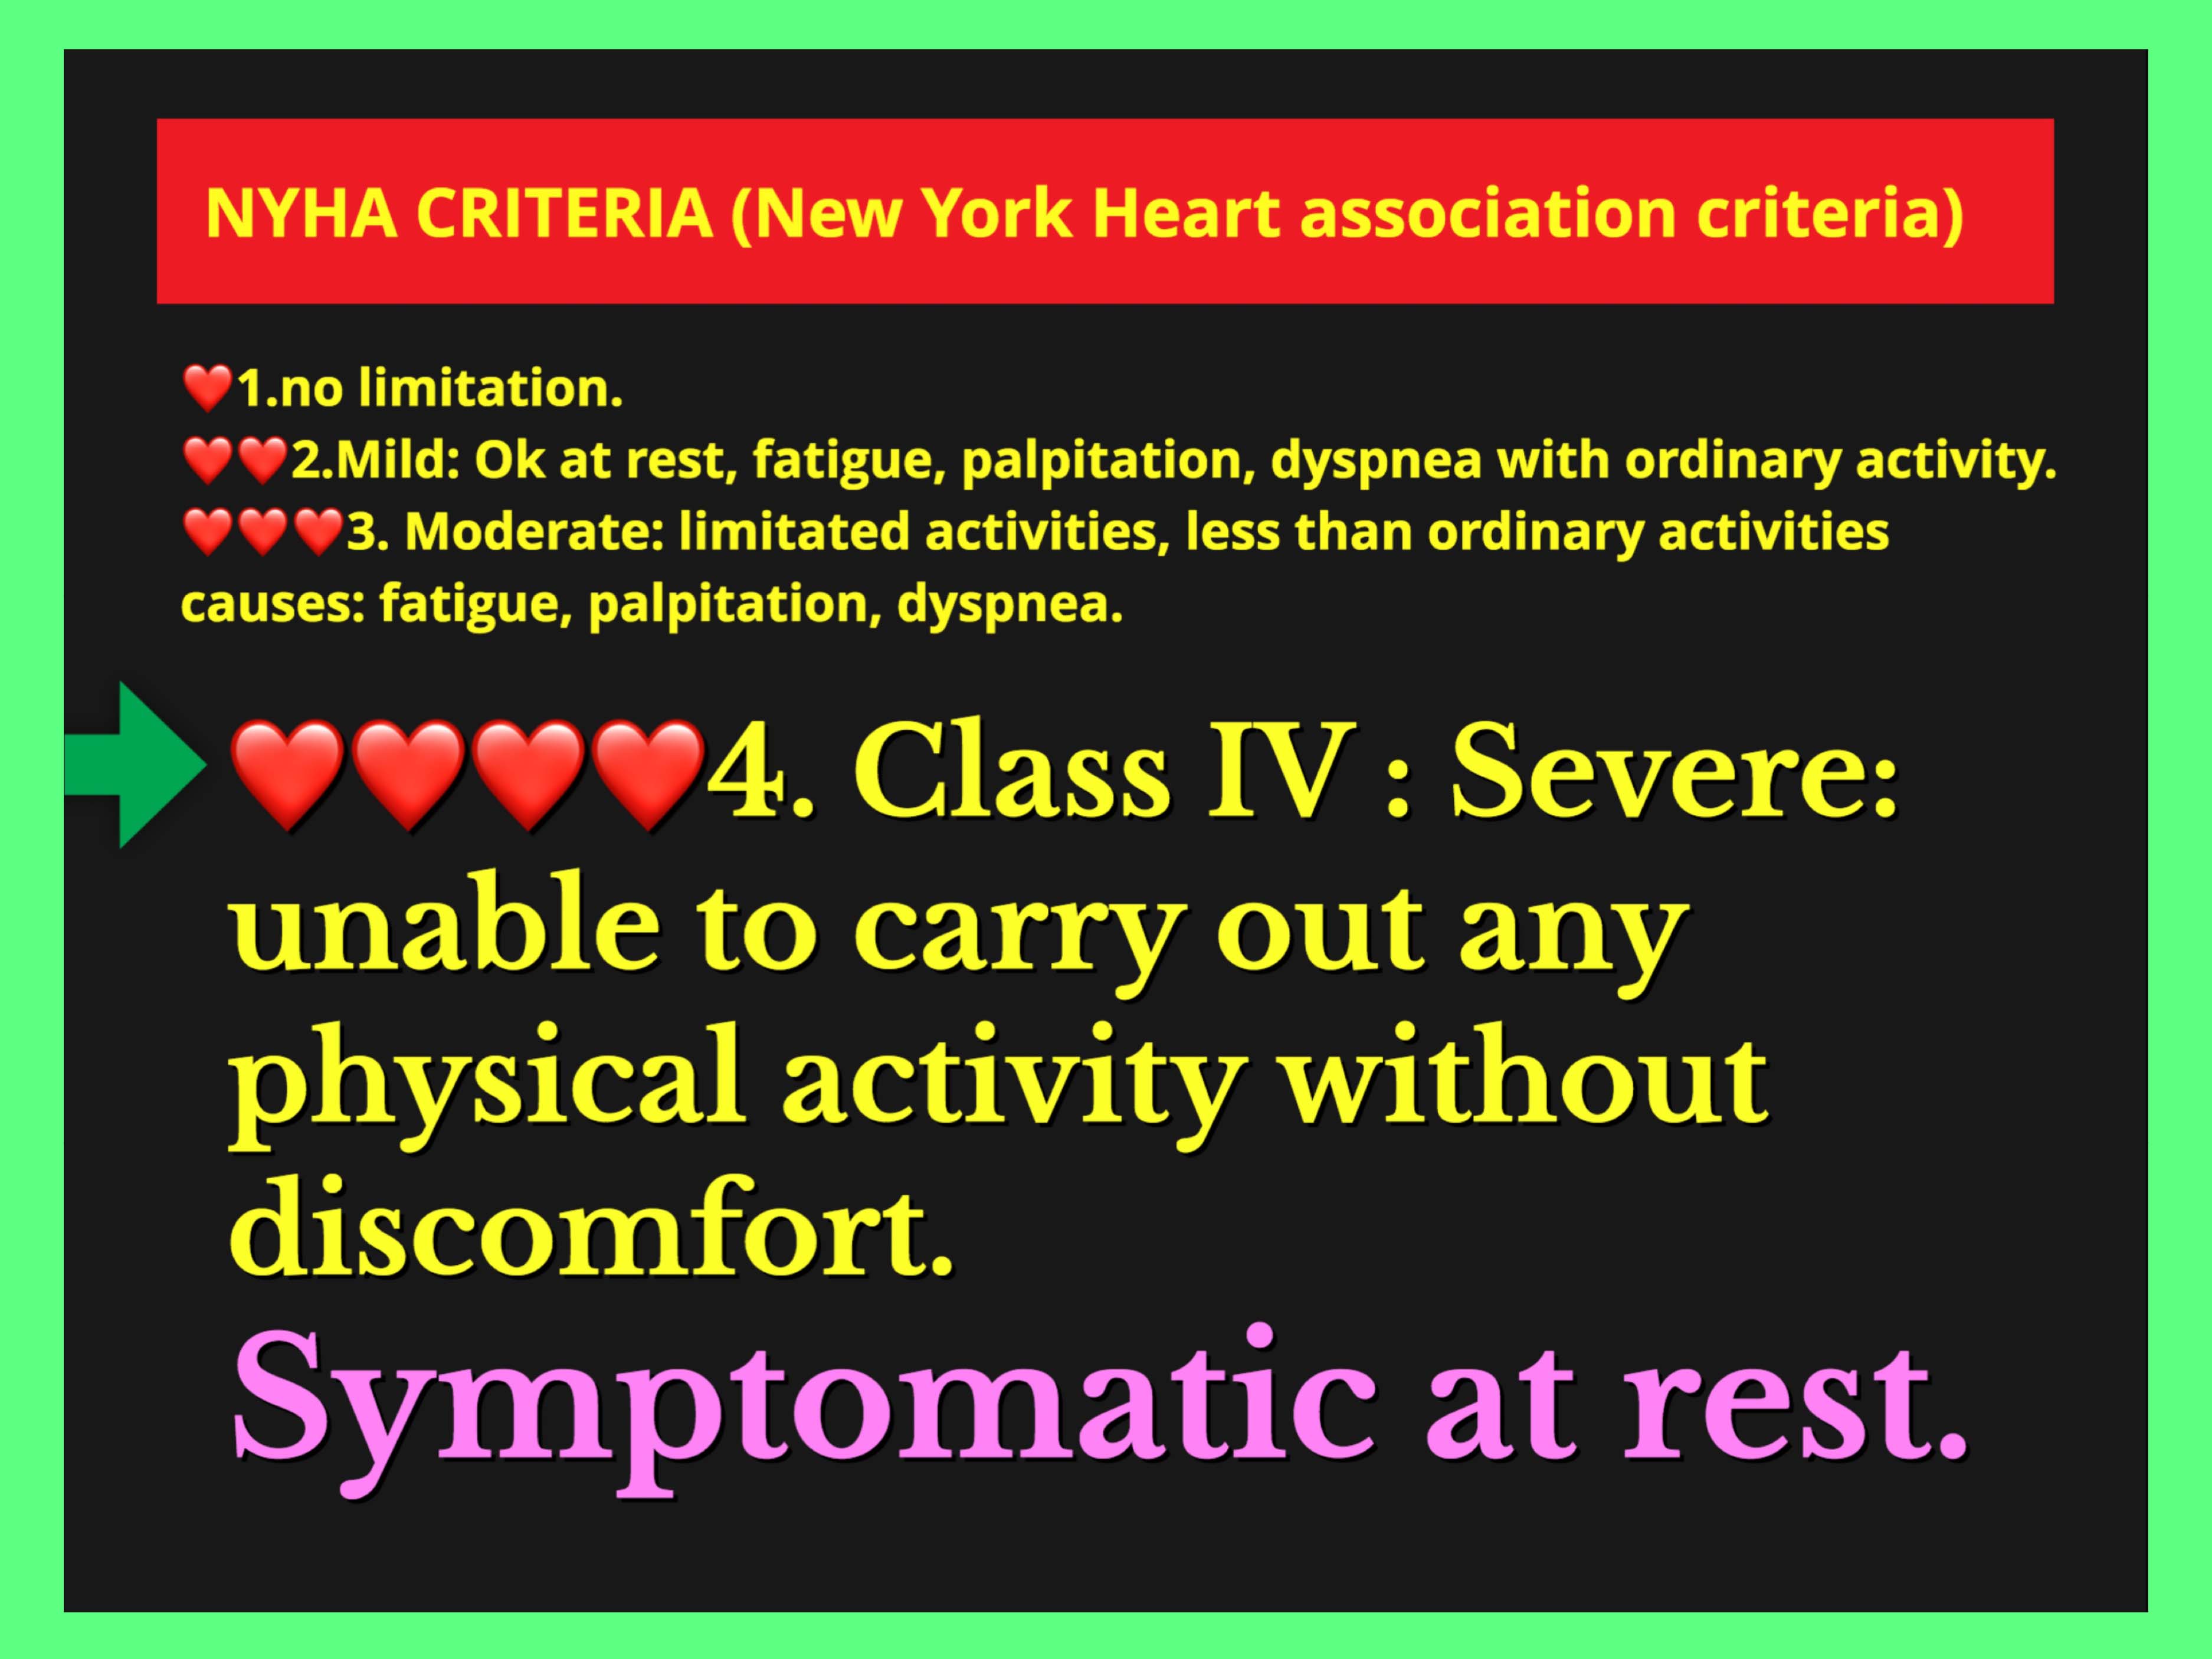 NYHA CRITERIA (New York Heart association criteria)
❤️1.no limitation.
❤️❤️2.Mild: Ok at rest, fatigue, palpitation, dyspnea with ordinary activity.
❤️❤️❤️3. Moderate: limitated activities, less than ordinary activities
causes: fatigue, palpitation, dyspnea.
❤️❤️❤️❤️4. Class IV : Severe:
unable to carry out any
physical activity without
discomfort.
Symptomatic at rest.